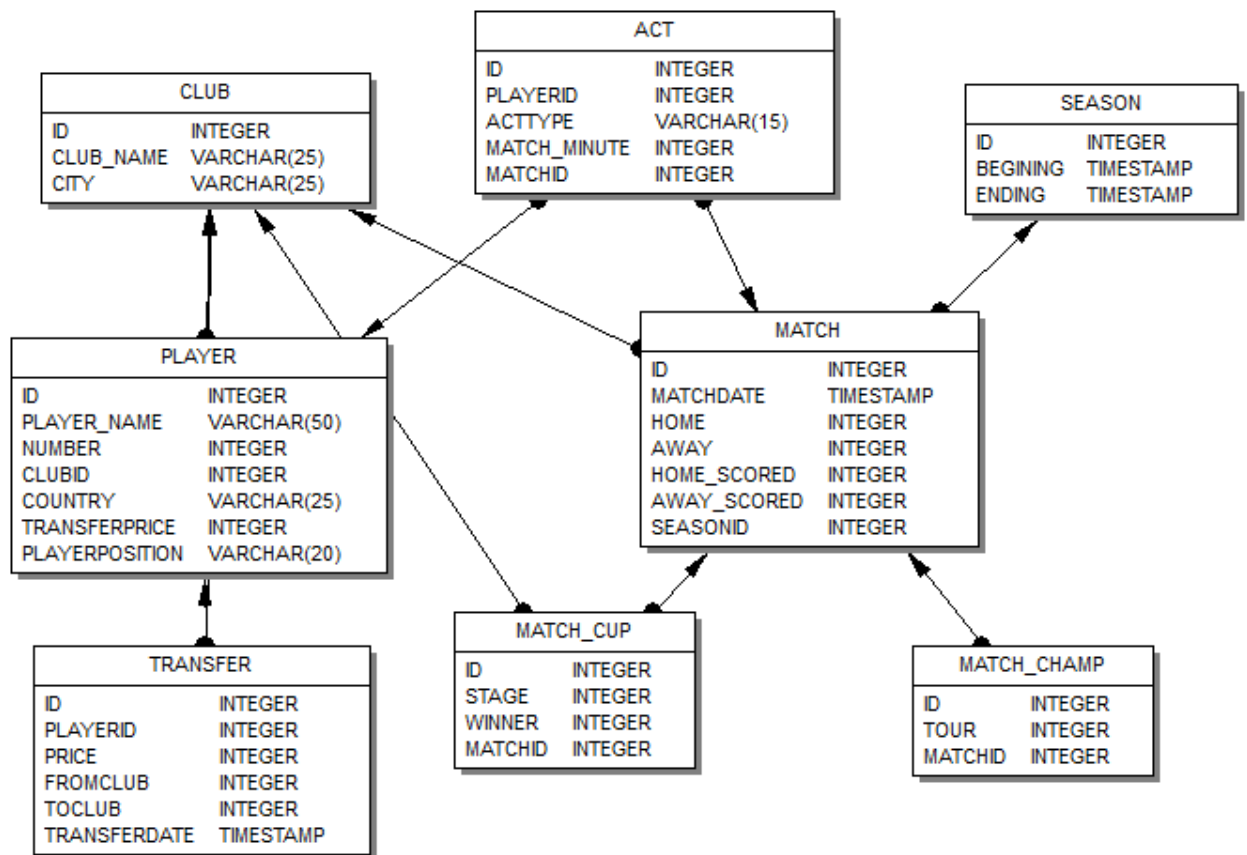 ACT
ID INTEGER
PLAYERID INTEGER
ACTTYPE VARCHAR(15)
MATCH_MINUTE INTEGER
MATCHID INTEGER
CLUB
ID INTEGER
CLUB_NAME VARCHAR(25)
CITY VARCHAR(25)
SEASON
ID INTEGER
BEGINING TIMESTAMP
ENDING TIMESTAMP
PLAYER
ID INTEGER
PLAYER_NAME VARCHAR(50)
NUMBER INTEGER
CLUBID INTEGER
COUNTRY VARCHAR(25)
TRANSFERPRICE INTEGER
PLAYERPOSITION VARCHAR(20)
MATCH
ID INTEGER
MATCHDATE TIMESTAMP
HOME INTEGER
AWAY INTEGER
HOME_SCORED INTEGER
AWAY_SCORED INTEGER
SEASONID INTEGER
TRANSFER
ID INTEGER
PLAYERID INTEGER
PRICE INTEGER
FROMCLUB INTEGER
TOCLUB INTEGER
TRANSFERDATE TIMESTAMP
MATCH_CUP
ID INTEGER
STAGE INTEGER
WINNER INTEGER
MATCHID INTEGER
MATCH_CHAMP
ID INTEGER
TOUR INTEGER
MATCHID INTEGER